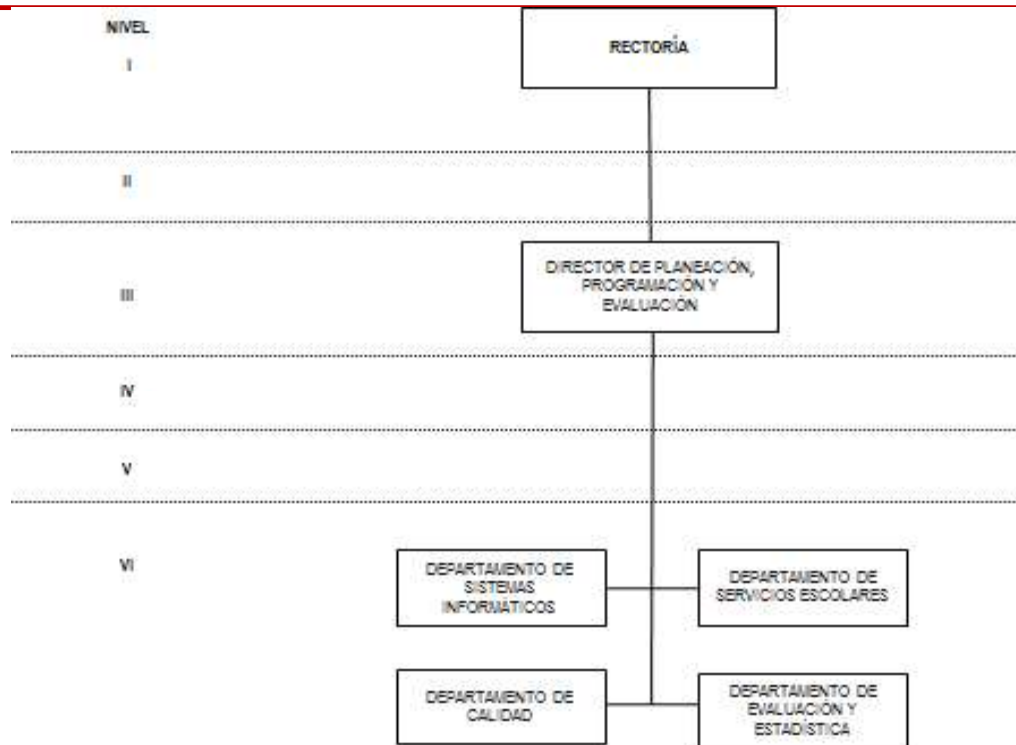 NIVEL
RECTORÍA
I
II
DIRECTOR DE PLANEACIÓN,
PROGRAMACIÓN Y
EVALUACIÓN
III
IV
V
VI
DEPARTAMENTO DE
SISTEMAS
INFORMÁTICOS
DEPARTAMENTO DE
SERVICIOS ESCOLARES
DEPARTAMENTO DE
CALIDAD
DEPARTAMENTO DE
EVALUACIÓN Y
ESTADÍSTICA